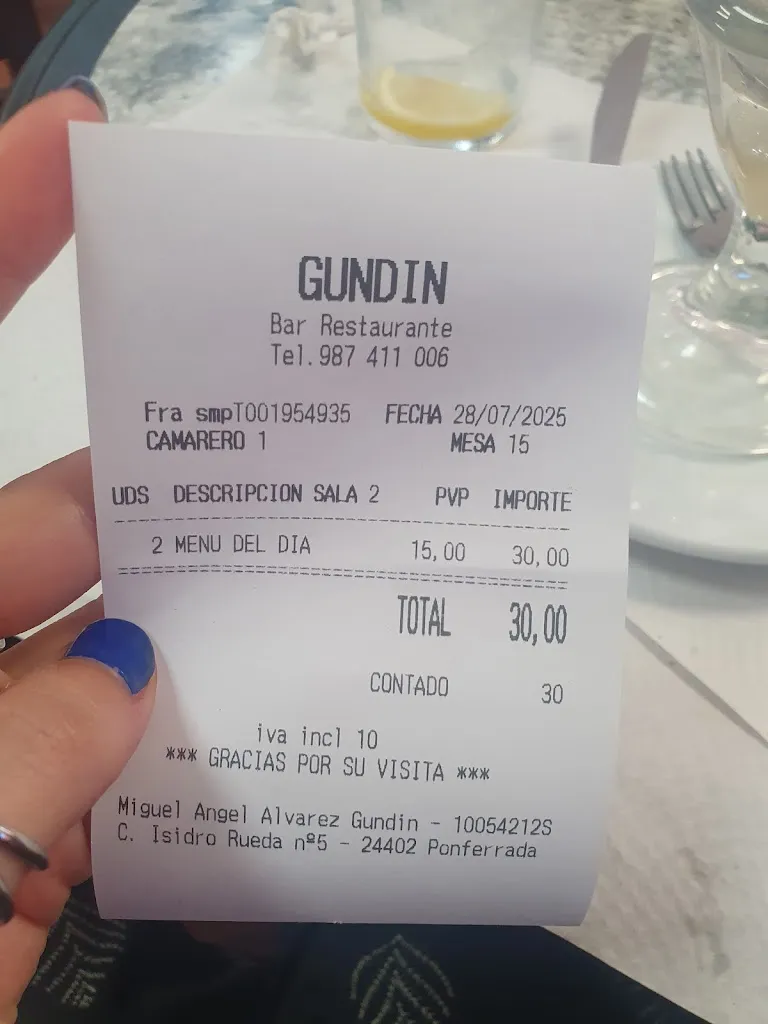 GUNDIN
Bar Restaurante
Tel.987 411 006
Fra smpT001954935 FECHA 28/07/2025
CAMARERO 1 MESA 15
UDS DESCRIPCION SALA 2 PVP IMPORTE
2 MENU DEL DIA 15,00 30,00
TOTAL 30,00
CONTADO 30
iva incl 10
*** GRACIAS POR SU VISITA ***
Miguel Angel Alvarez Gundin - 10054212S
C. Isidro Rueda nº5 - 24402 Ponferrada